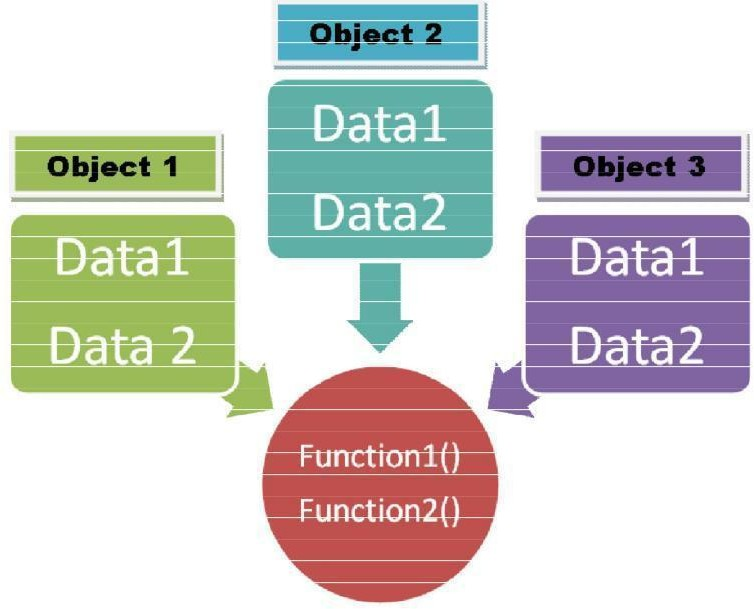 Object 2
Data1
Data2
Object 1
Data1
Data 2
Object 3
Data1
Data2
Function1()
Function2()